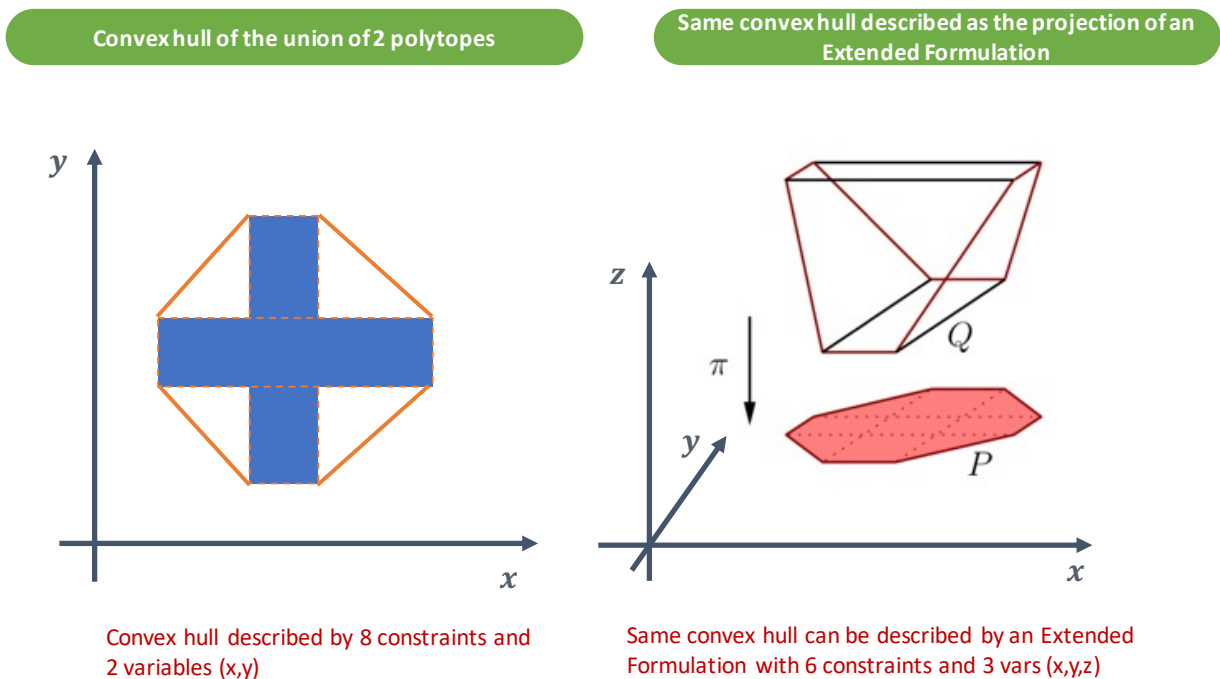 Convex hull of the union of 2 polytopes
Same convex hull described as the projection of an
Extended Formulation
y
x
Convex hull described by 8 constraints and
2 variables (x,y)
z
π
Q
y
P
x
Same convex hull can be described by an Extended
Formulation with 6 constraints and 3 vars (x,y,z)